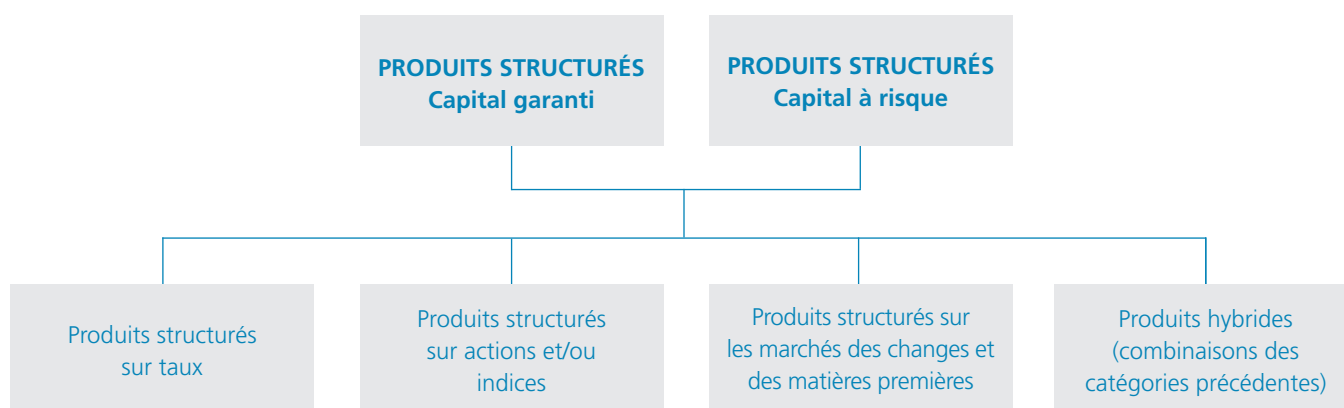 PRODUITS STRUCTURÉS
Capital garanti
PRODUITS STRUCTURÉS
Capital à risque
Produits structurés
sur taux
Produits structurés
sur actions et/ou
indices
Produits structurés sur
les marchés des changes et
des matières premières
Produits hybrides
(combinaisons des
catégories précédentes)